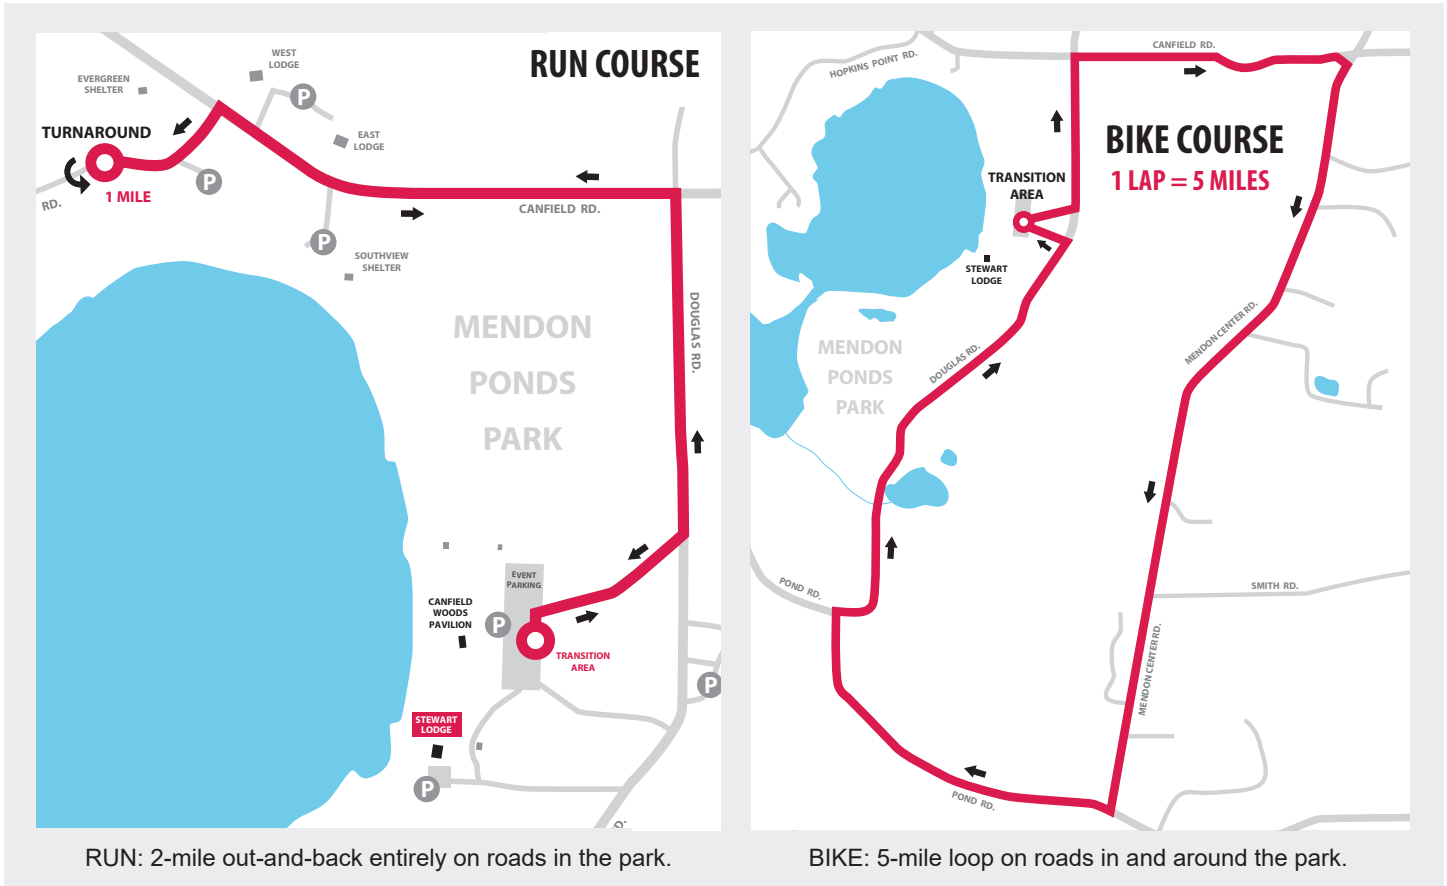 RUN COURSE
WEST
LODGE
EVERGREEN
SHELTER
P
EAST
LODGE
TURNAROUND
P
1 MILE
RD.
CANFIELD RD.
P
SOUTHVIEW
SHELTER
DOUGLAS RD.
MENDON
PONDS
PARK
EVENT
PARKING
CANFIELD
WOODS
PAVILION
P
TRANSITION
AREA
P
STEWART
LODGE
P
D.
RUN: 2-mile out-and-back entirely on roads in the park.
CANFIELD RD.
HOPKINS POINT RD.
BIKE COURSE
1 LAP = 5 MILES
TRANSITION
AREA
STEWART
LODGE
MENDON CENTER RD.
MENDON
PONDS
PARK
DOUGLAS RD.
POND RD.
SMITH RD.
MENDON CENTER RD.
POND RD.
BIKE: 5-mile loop on roads in and around the park.